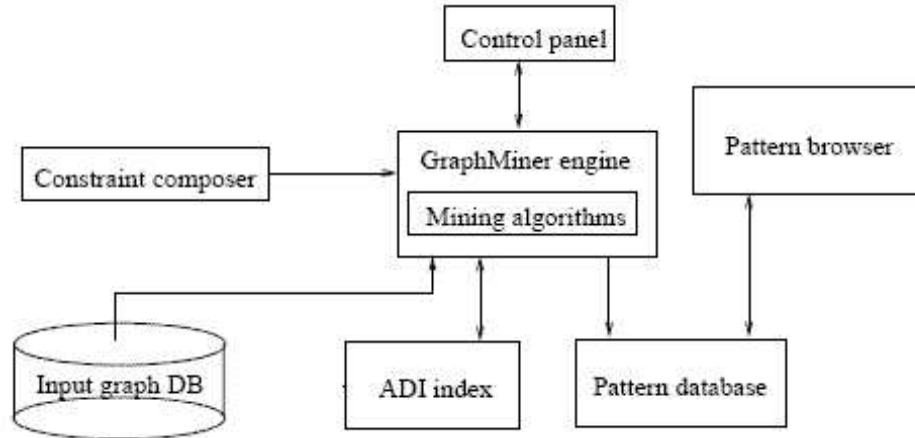 Control panel
GraphMiner engine
Pattern browser
Constraint composer
Mining algorithms
Input graph DB
ADI index
Pattern database